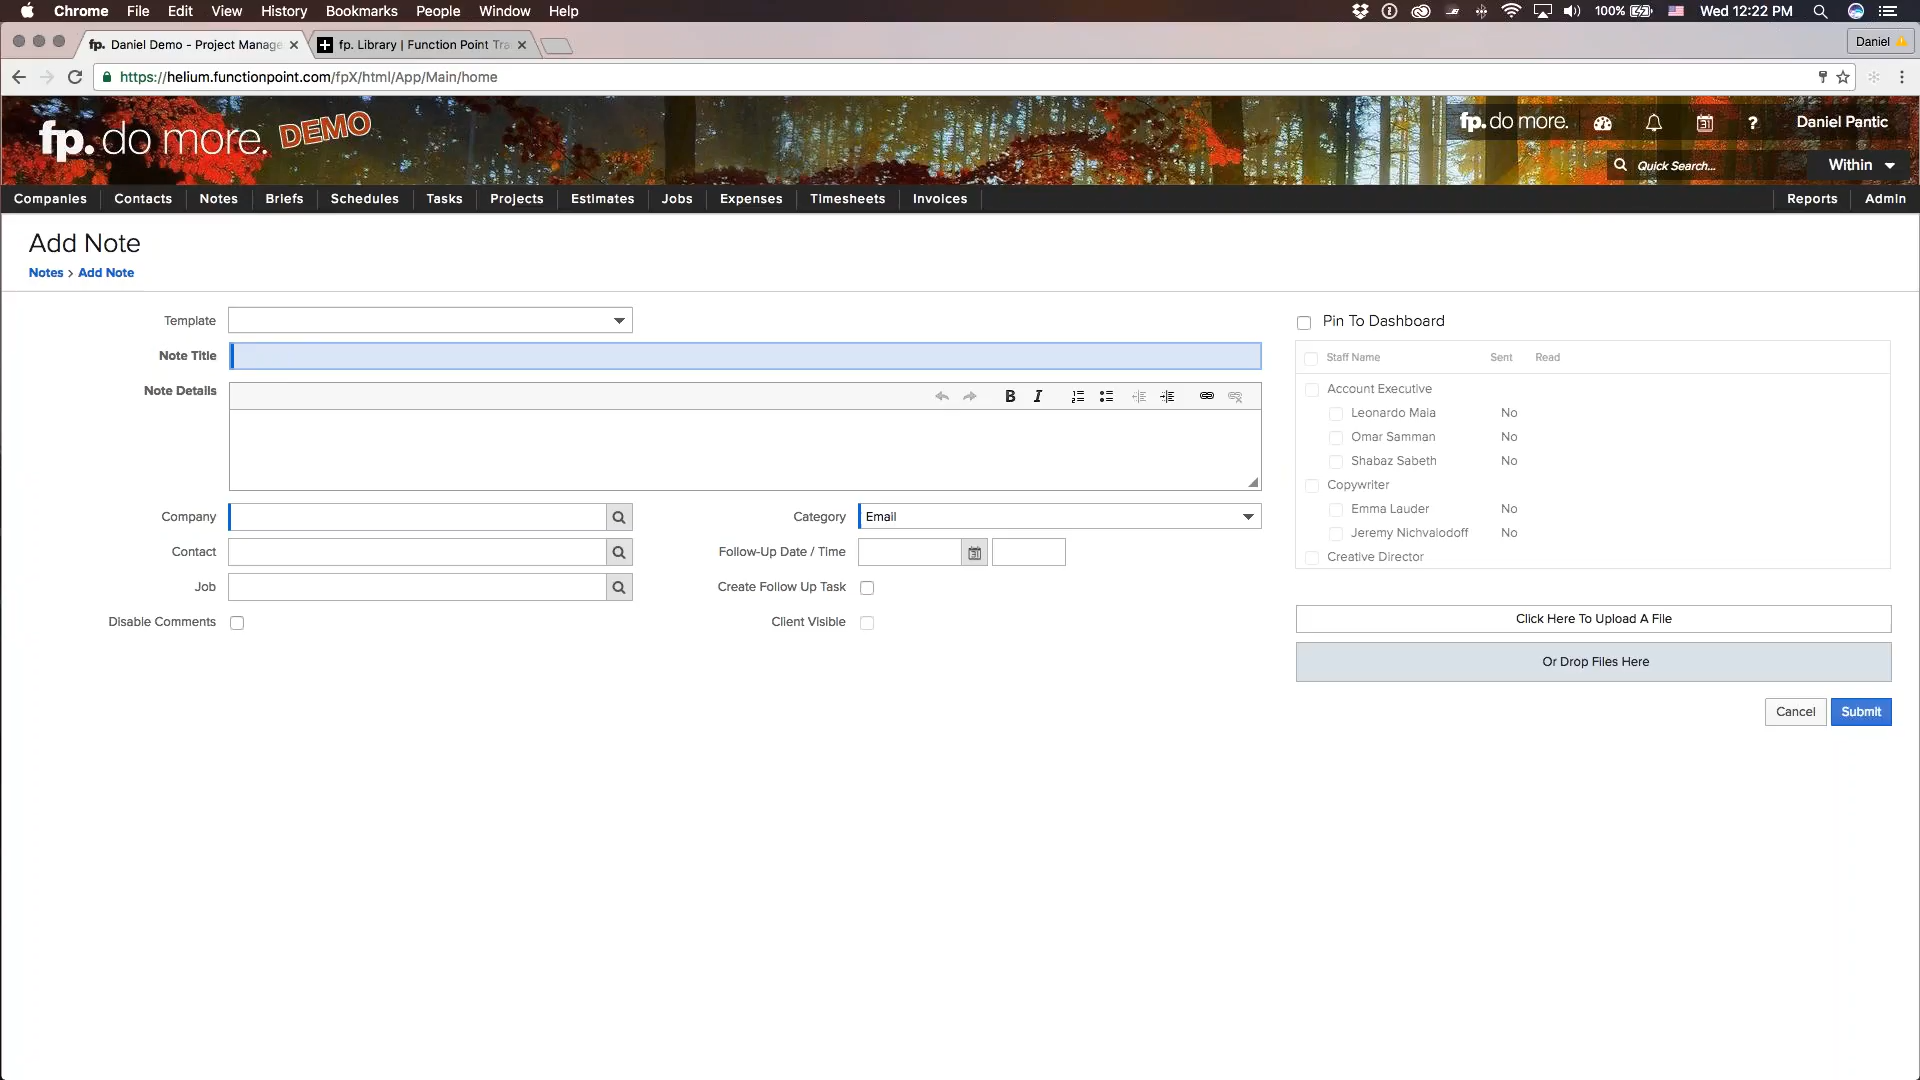 Chrome File Edit View History Bookmarks People Window Help 100% Wed 12:22 PM
fp. Daniel Demo - Project Manage fp. Library | Function Point Tra Daniel
https://helium.functionpoint.com/fpX/html/App/Main/home
fp. do more. DEMO
fp. do more. 31 ? Daniel Pantic
Quick Search... Within
Companies Contacts Notes Briefs Schedules Tasks Projects Estimates Jobs Expenses Timesheets Invoices Reports Admin
Add Note
Notes > Add Note
Template
Pin To Dashboard
Note Title
Staff Name Sent Read
Note Details
B I
Account Executive
Leonardo Maia No
Omar Samman No
Shabaz Sabeth No
Copywriter
Emma Lauder No
Jeremy Nichvalodoff No
Creative Director
Company
Category Email
Contact
Follow-Up Date / Time
Job
Create Follow Up Task
Disable Comments
Client Visible
Click Here To Upload A File
Or Drop Files Here
Cancel Submit